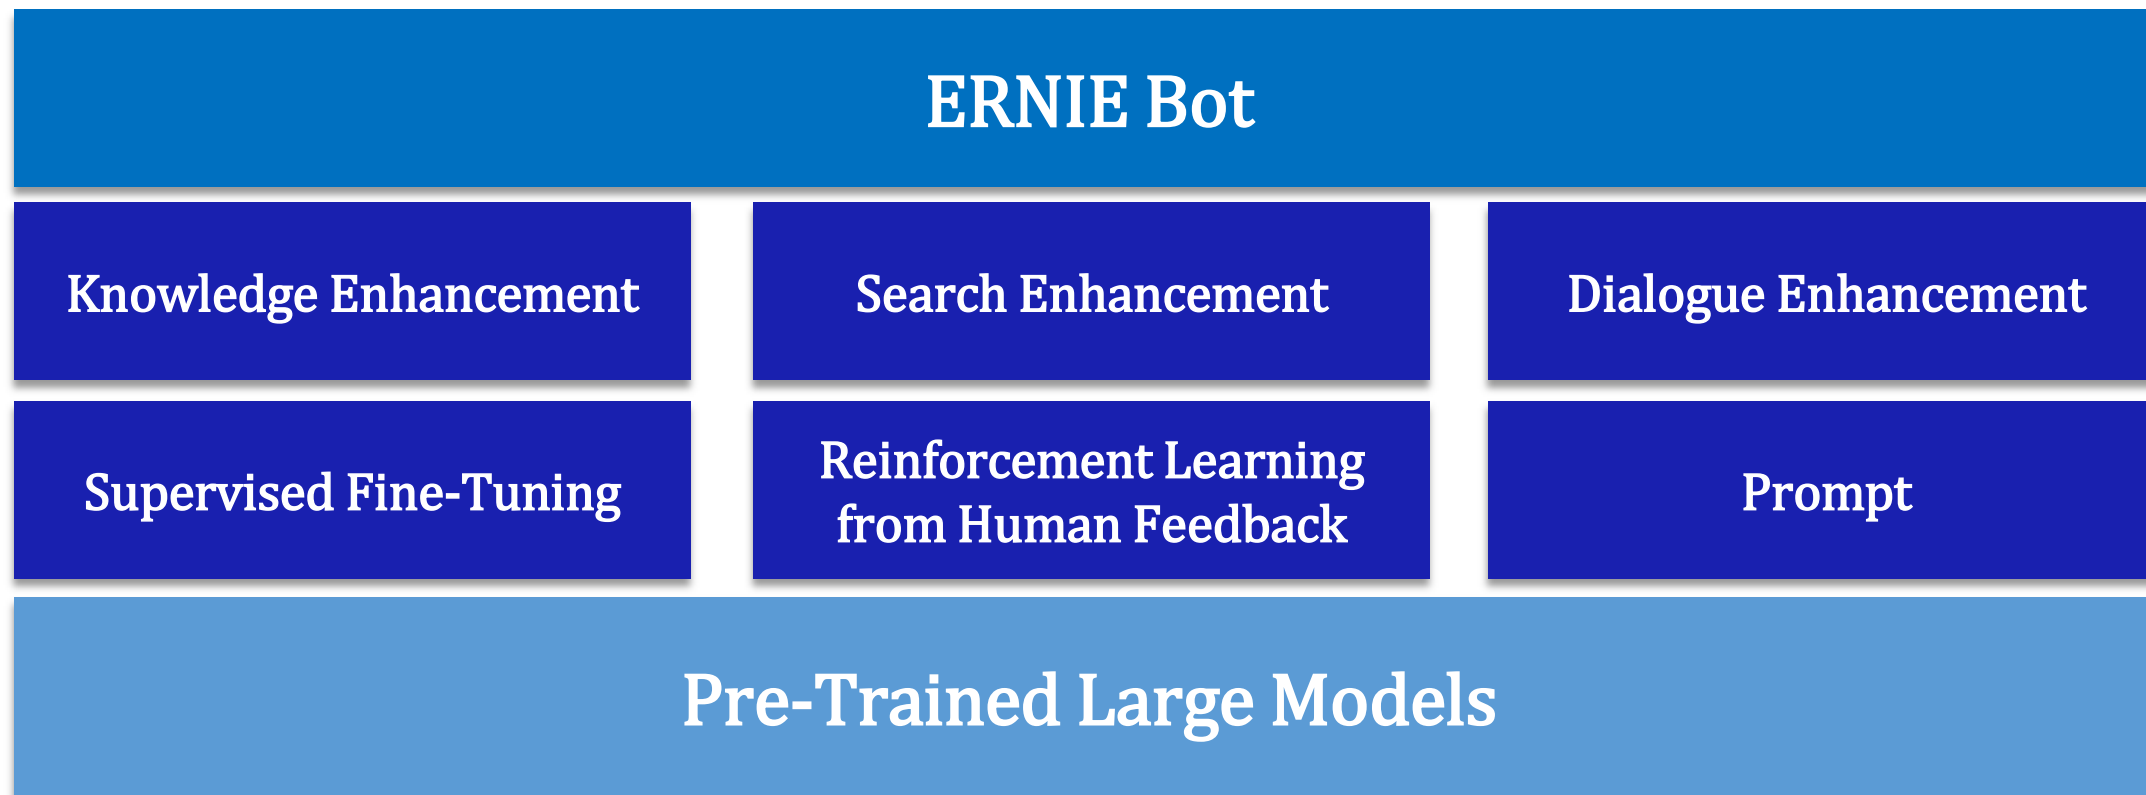 ERNIE Bot
Knowledge Enhancement
Search Enhancement
Dialogue Enhancement
Supervised Fine-Tuning
Reinforcement Learning
from Human Feedback
Prompt
Pre-Trained Large Models